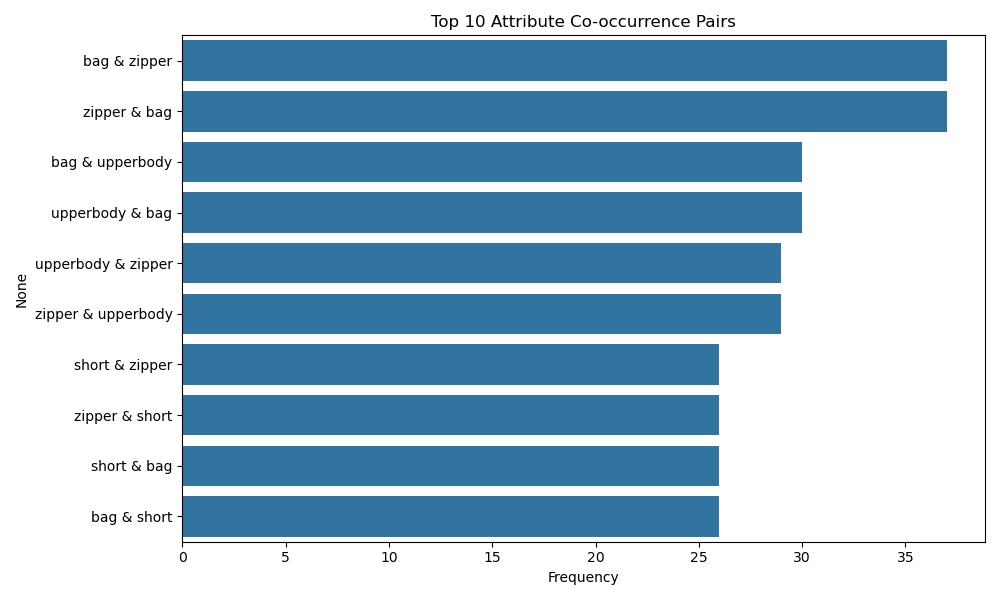 Top 10 Attribute Co-occurrence Pairs
None
bag & zipper
zipper & bag
bag & upperbody
upperbody & bag
upperbody & zipper
zipper & upperbody
short & zipper
zipper & short
short & bag
bag & short
0 5 10 15 20 25 30 35
Frequency